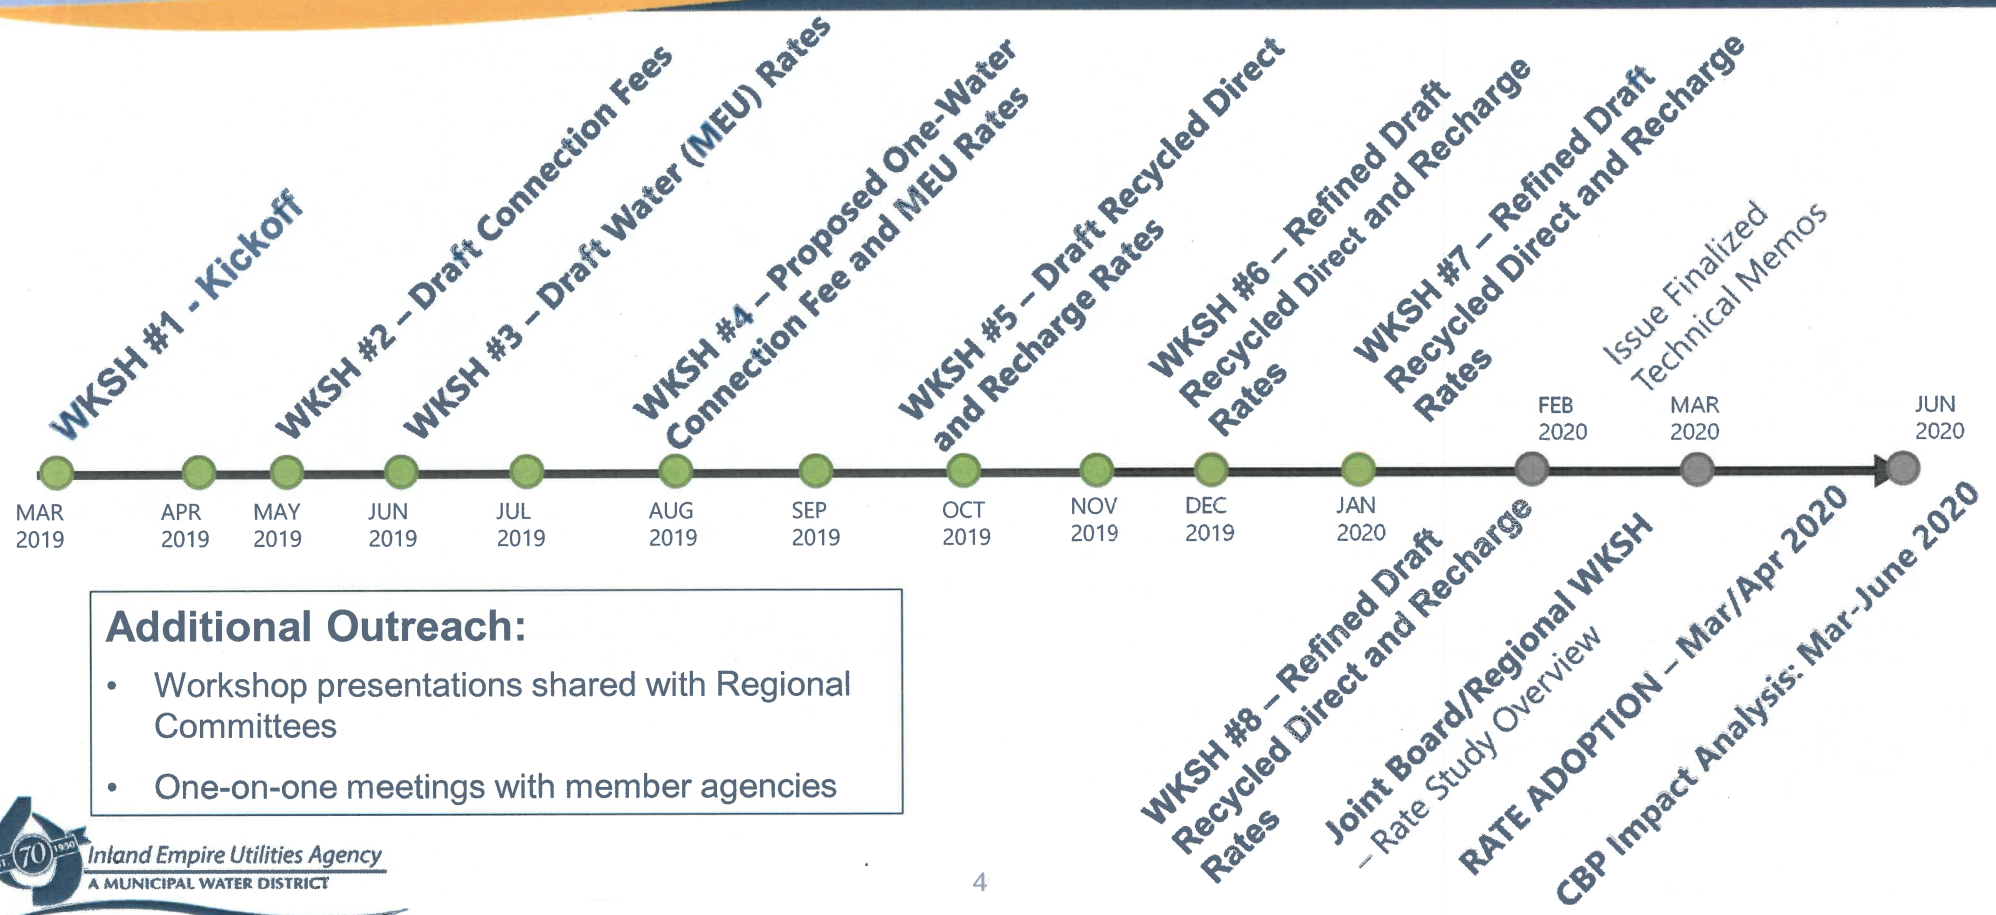 WKSH #1 - Kickoff
WKSH #2 – Draft Connection Fees
WKSH #3 – Draft Water (MEU) Rates
WKSH #4 – Proposed One-Water
Connection Fee and MEU Rates
WKSH #5 – Draft Recycled Direct
and Recharge Rates
WKSH #6 – Refined Draft
Recycled Direct and Recharge
Rates
WKSH #7 – Refined Draft
Recycled Direct and Recharge
Rates
Issue Finalized
Technical Memos
FEB
2020
MAR
2020
JUN
2020
MAR
2019
APR
2019
MAY
2019
JUN
2019
JUL
2019
AUG
2019
SEP
2019
OCT
2019
NOV
2019
DEC
2019
JAN
2020
WKSH #8 – Refined Draft
Recycled Direct and Recharge
Rates
Joint Board/Regional WKSH
– Rate Study Overview
RATE ADOPTION – Mar/Apr 2020
CBP Impact Analysis: Mar-June 2020
Additional Outreach:
• Workshop presentations shared with Regional
Committees
• One-on-one meetings with member agencies
70
1950
Inland Empire Utilities Agency
A MUNICIPAL WATER DISTRICT
4